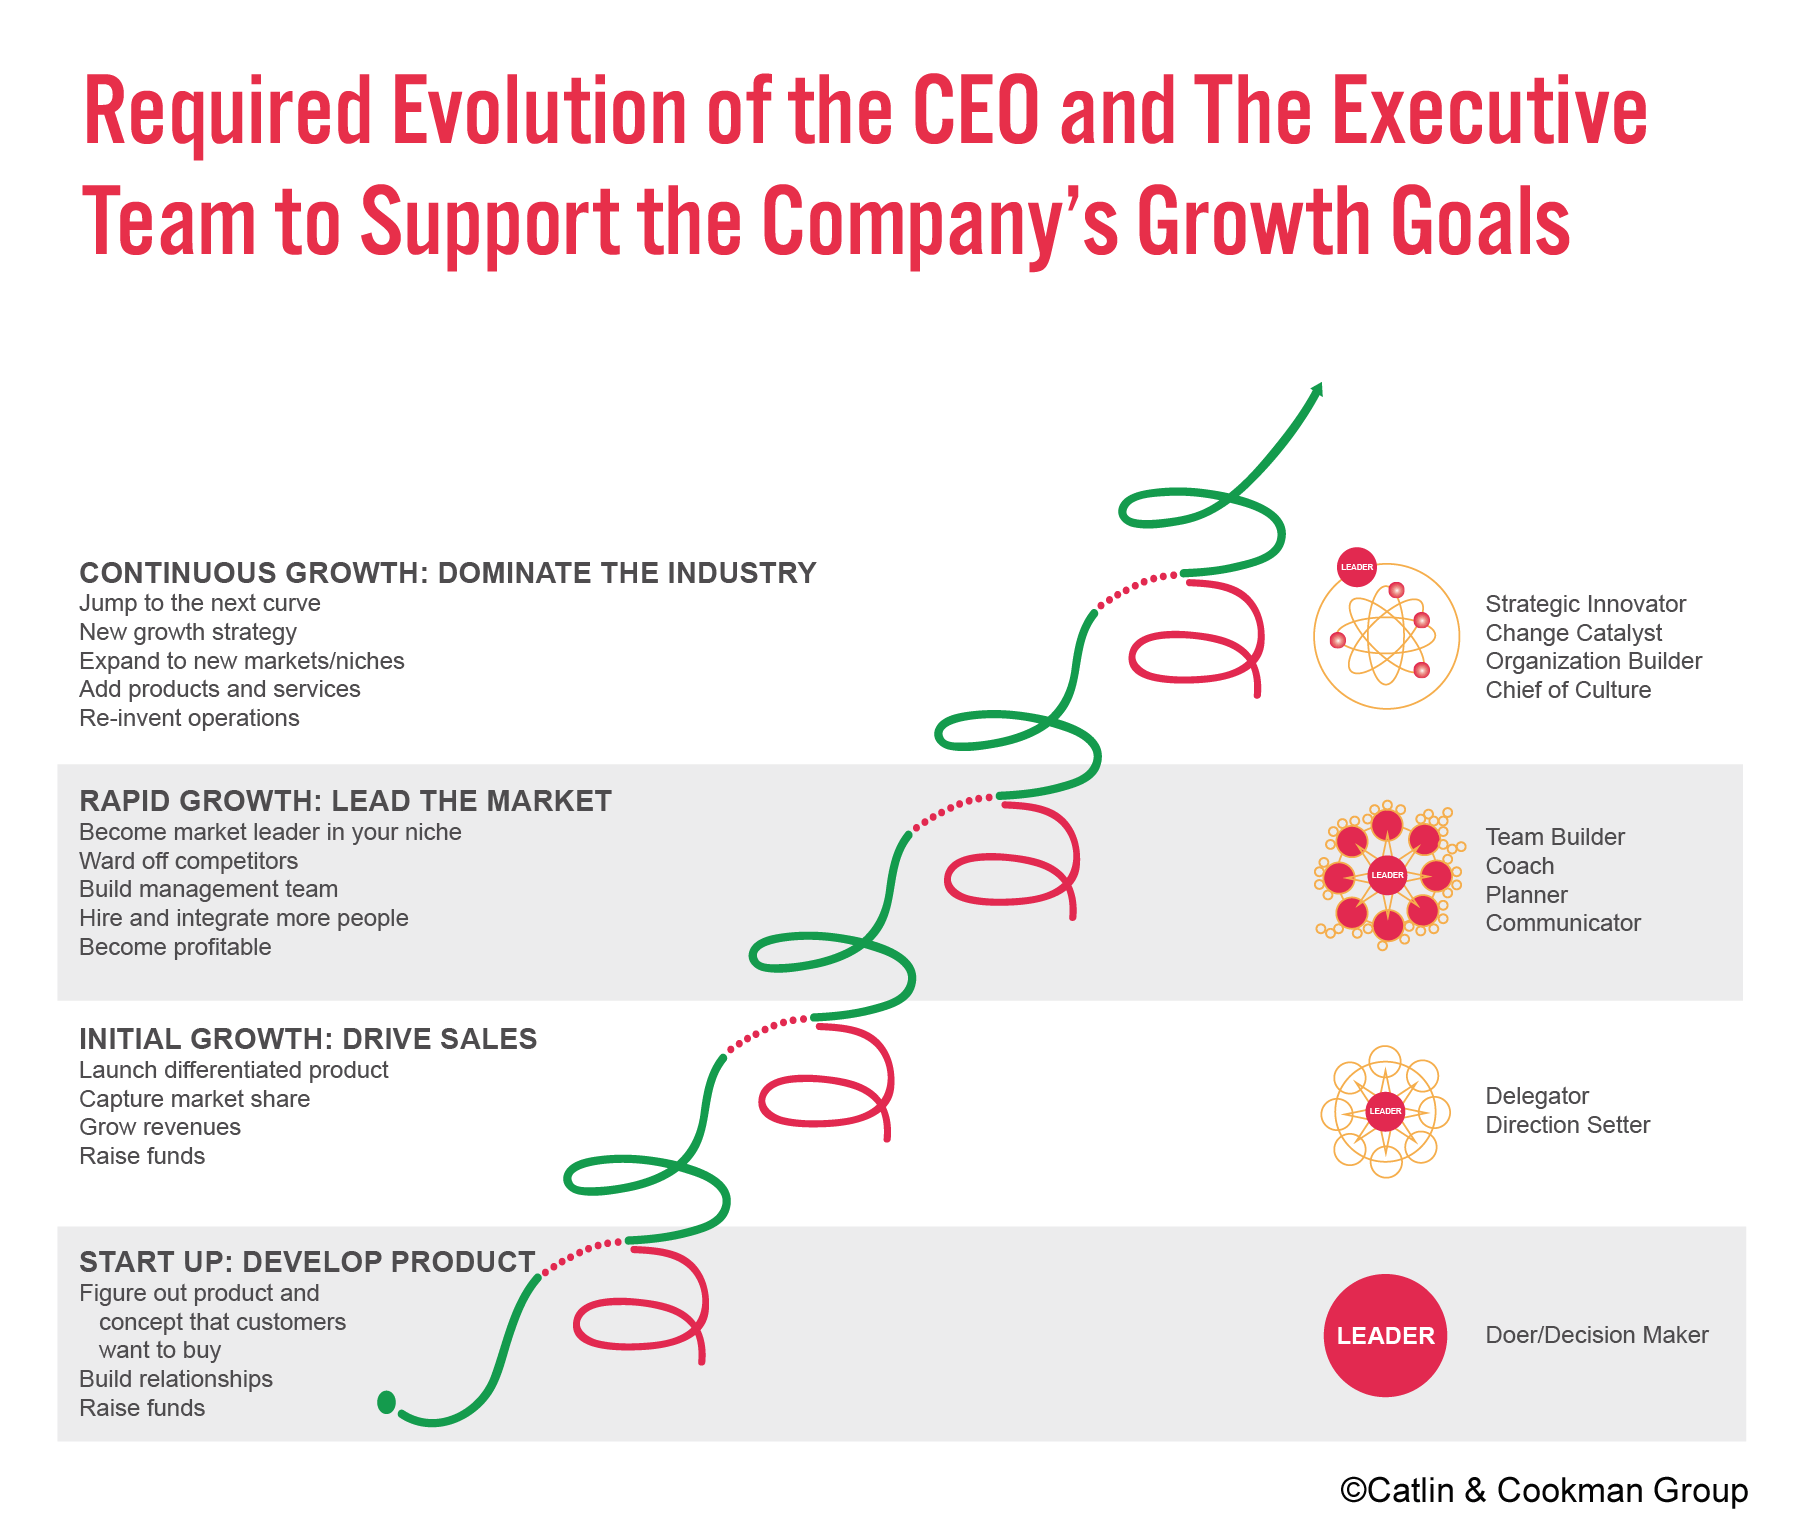 Required Evolution of the CEO and The Executive
Team to Support the Company’s Growth Goals
CONTINUOUS GROWTH: DOMINATE THE INDUSTRY
Jump to the next curve
New growth strategy
Expand to new markets/niches
Add products and services
Re-invent operations
LEADER
Strategic Innovator
Change Catalyst
Organization Builder
Chief of Culture
RAPID GROWTH: LEAD THE MARKET
Become market leader in your niche
Ward off competitors
Build management team
Hire and integrate more people
Become profitable
LEADER
Team Builder
Coach
Planner
Communicator
INITIAL GROWTH: DRIVE SALES
Launch differentiated product
Capture market share
Grow revenues
Raise funds
LEADER
Delegator
Direction Setter
START UP: DEVELOP PRODUCT
Figure out product and
concept that customers
want to buy
Build relationships
Raise funds
LEADER
Doer/Decision Maker
©Catlin & Cookman Group